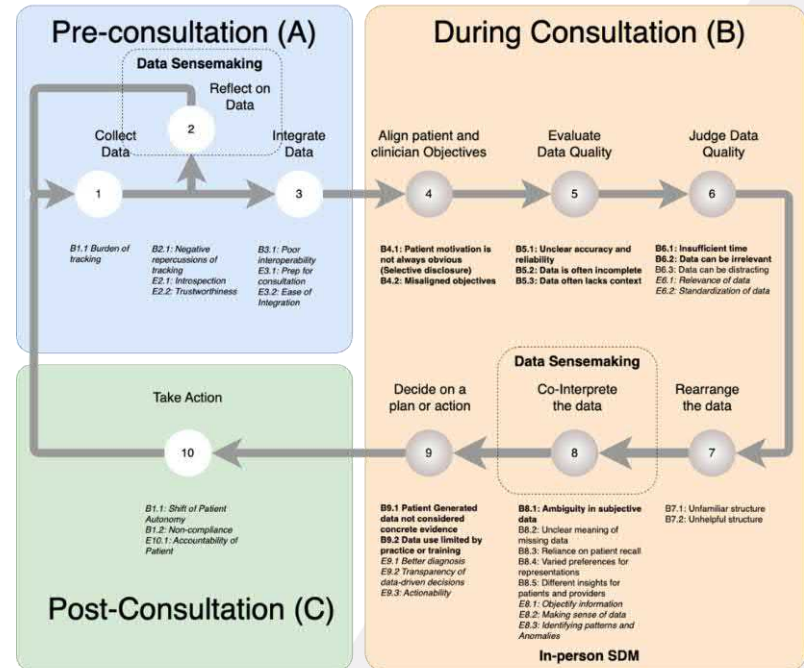 Pre-consultation (A)
Data Sensemaking
Reflect on
Data
2
Collect
Data
1
Integrate
Data
3
B1.1 Burden of
tracking
B2.1: Negative
repercussions of
tracking
E2.1: Introspection
E2.2: Trustworthiness
B3.1: Poor
interoperability
E3.1: Prep for
consultation
E3.2: Ease of
Integration
During Consultation (B)
Align patient and
clinician Objectives
4
B4.1: Patient motivation is
not always obvious
(Selective disclosure)
B4.2: Misaligned objectives
Evaluate
Data Quality
5
B5.1: Unclear accuracy and
reliability
B5.2: Data is often incomplete
B5.3: Data often lacks context
Judge Data
Quality
6
B6.1: Insufficient time
B6.2: Data can be irrelevant
B6.3: Data can be distracting
E6.1: Relevance of data
E6.2: Standardization of data
Rearrange
the data
7
B7.1: Unfamiliar structure
B7.2: Unhelpful structure
Data Sensemaking
Co-Interprete
the data
8
B8.1: Ambiguity in subjective
data
B8.2: Unclear meaning of
missing data
B8.3: Reliance on patient recall
B8.4: Varied preferences for
representations
B8.5: Different insights for
patients and providers
E8.1: Objectify information
E8.2: Making sense of data
E8.3: Identifying patterns and
Anomalies
Decide on a
plan or action
9
B9.1 Patient Generated
data not considered
concrete evidence
B9.2 Data use limited by
practice or training
E9.1 Better diagnosis
E9.2 Transparency of
data-driven decisions
E9.3: Actionability
In-person SDM
Take Action
10
B1.1: Shift of Patient
Autonomy
B1.2: Non-compliance
E10.1: Accountability of
Patient
Post-Consultation (C)